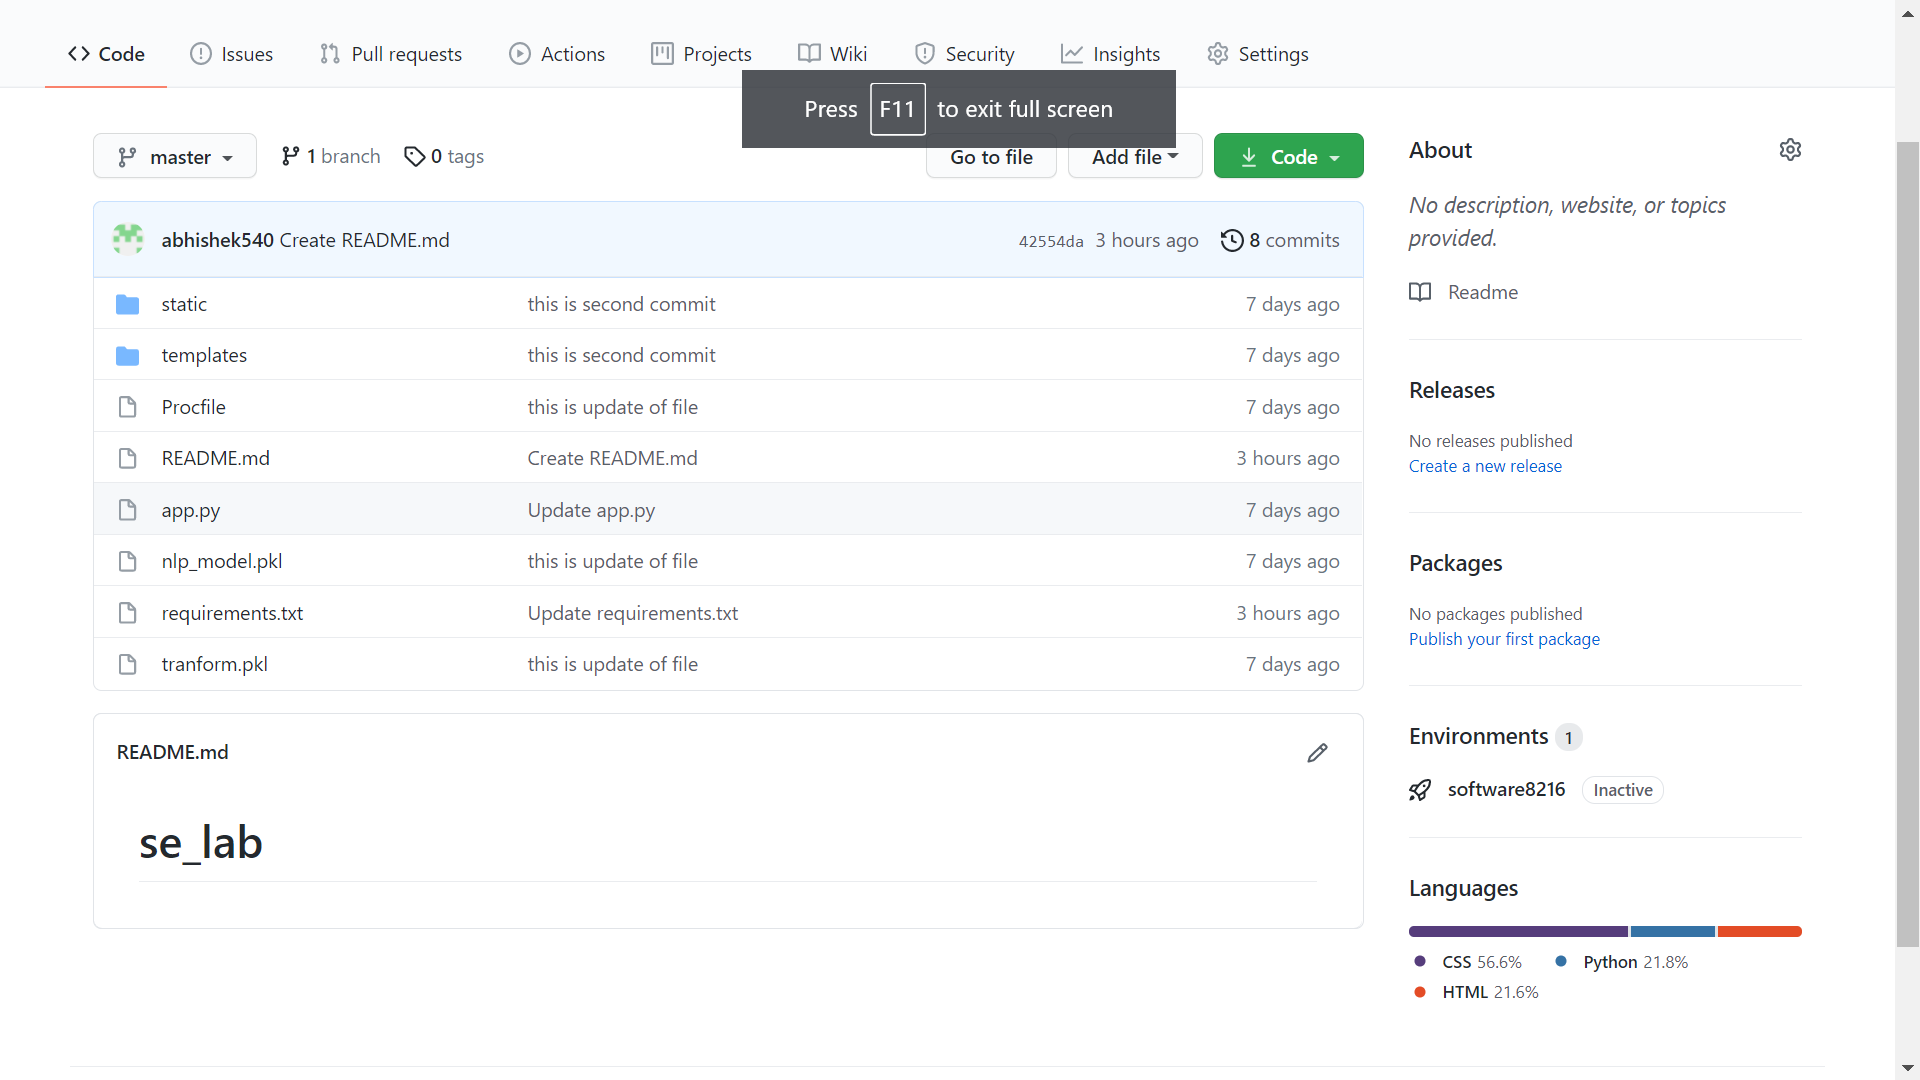 Code Issues Pull requests Actions Projects Wiki Security Insights Settings
Press F11 to exit full screen
master 1 branch 0 tags Go to file Add file Code
abhishek540 Create README.md 42554da 3 hours ago 8 commits
static this is second commit 7 days ago
templates this is second commit 7 days ago
Procfile this is update of file 7 days ago
README.md Create README.md 3 hours ago
app.py Update app.py 7 days ago
nlp_model.pkl this is update of file 7 days ago
requirements.txt Update requirements.txt 3 hours ago
tranform.pkl this is update of file 7 days ago
README.md
se_lab
About
No description, website, or topics
provided.
Readme
Releases
No releases published
Create a new release
Packages
No packages published
Publish your first package
Environments 1
software8216 Inactive
Languages
CSS 56.6% Python 21.8%
HTML 21.6%